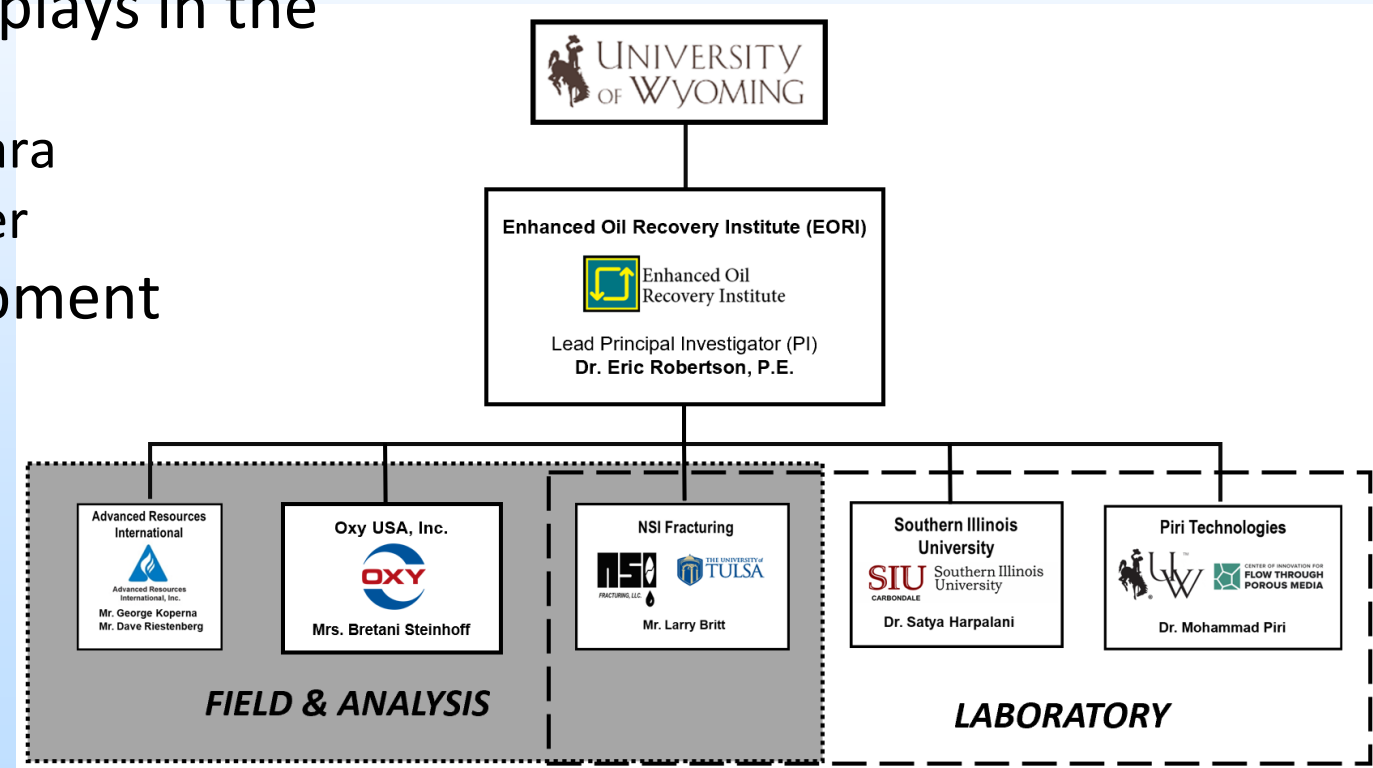 plays in the
ara
er
pment
UNIVERSITY
OF WYOMING
Enhanced Oil Recovery Institute (EORI)
Enhanced Oil
Recovery Institute
Lead Principal Investigator (PI)
Dr. Eric Robertson, P.E.
Advanced Resources
International
Advanced Resources
International, Inc.
Mr. George Koperna
Mr. Dave Riestenberg
Oxy USA, Inc.
OXY
Mrs. Bretani Steinhoff
NSI Fracturing
NSI
FRACTURING, LLC.
THE UNIVERSITY of
TULSA
Mr. Larry Britt
Southern Illinois
University
SIU
CARBONDALE
Southern Illinois
University
Dr. Satya Harpalani
Piri Technologies
UW
CENTER OF INNOVATION FOR
FLOW THROUGH
POROUS MEDIA
Dr. Mohammad Piri
FIELD & ANALYSIS
LABORATORY